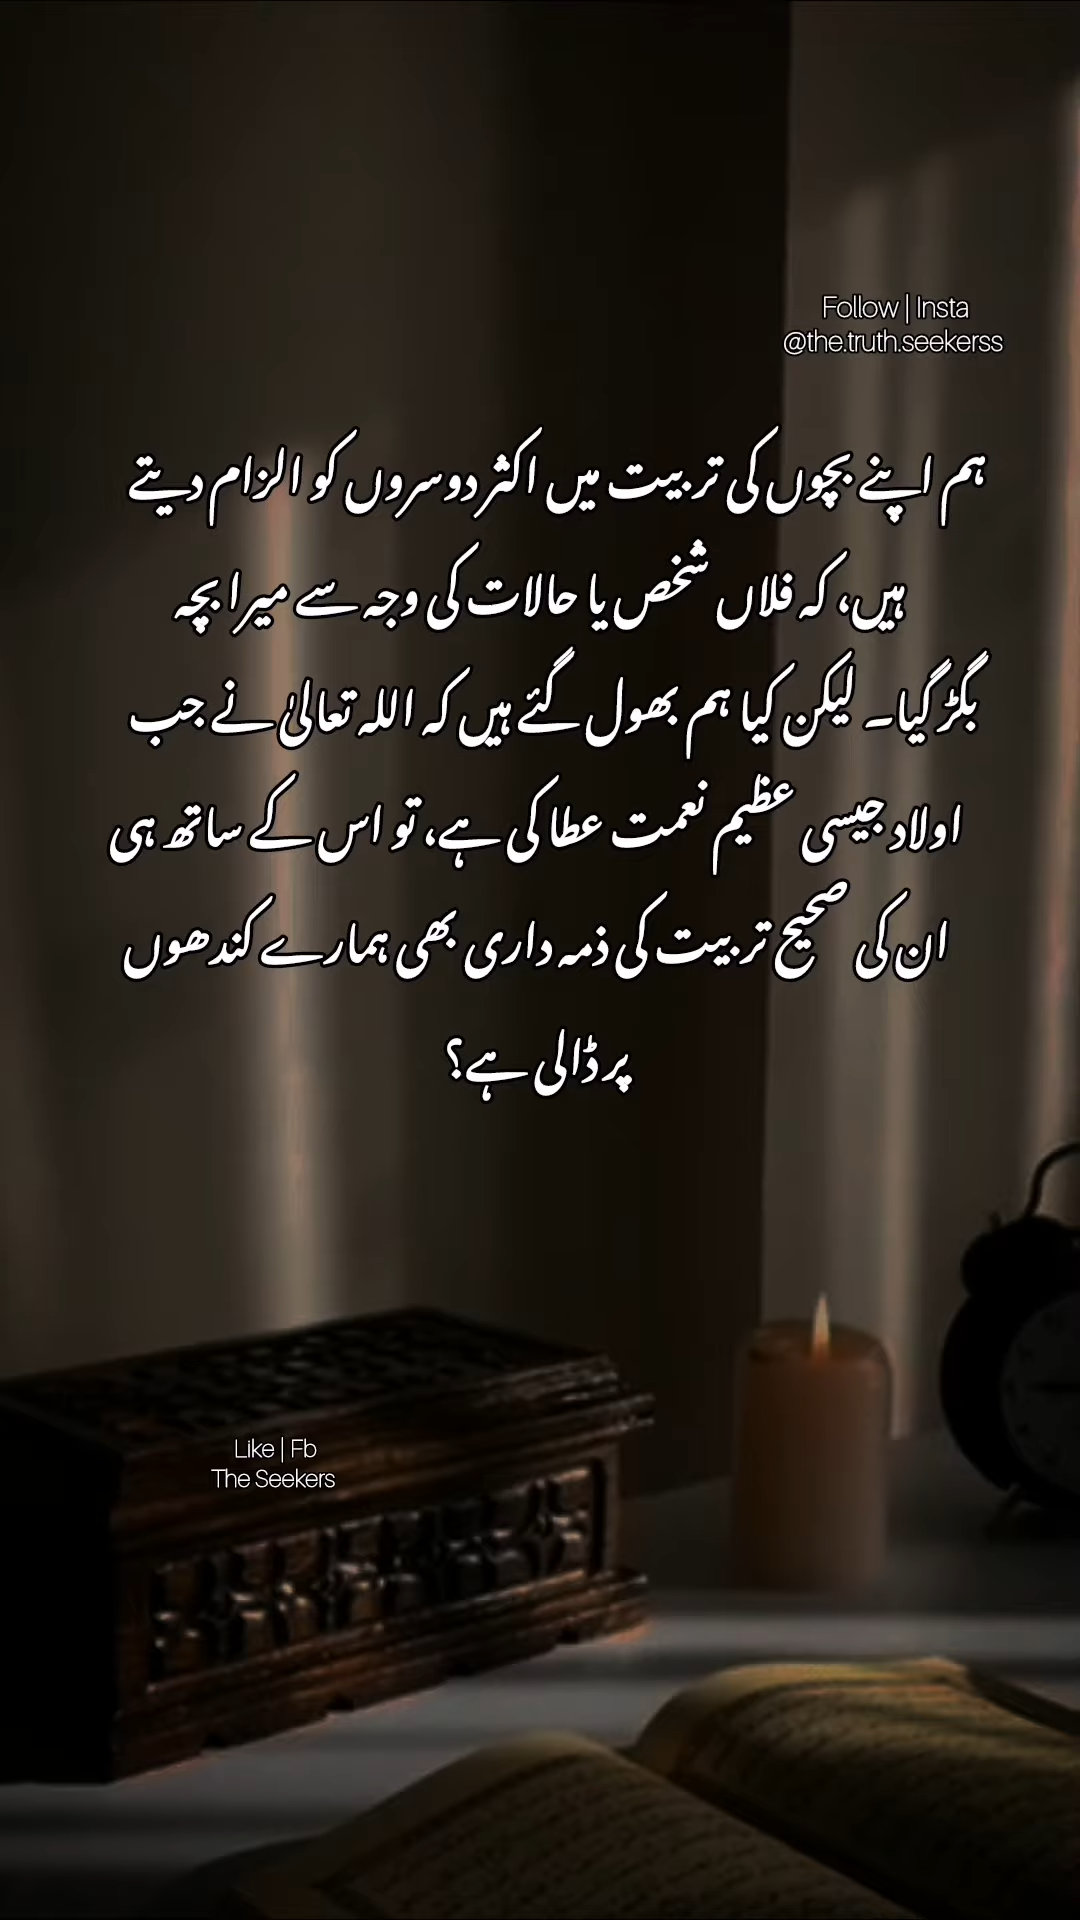 Follow | Insta
@the.truth.seekerss
ہم اپنے بچوں کی تربیت میں اکثر دوسروں کو الزام دیتے
ہیں، کہ فلاں شخص یا حالات کی وجہ سے میرا بچہ
بگڑ گیا۔ لیکن کیا ہم بھول گئے ہیں کہ اللہ تعالیٰ نے جب
اولاد جیسی عظیم نعمت عطا کی ہے، تو اس کے ساتھ ہی
ان کی صحیح تربیت کی ذمہ داری بھی ہمارے کندھوں
پر ڈالی ہے؟
Like | Fb
The Seekers